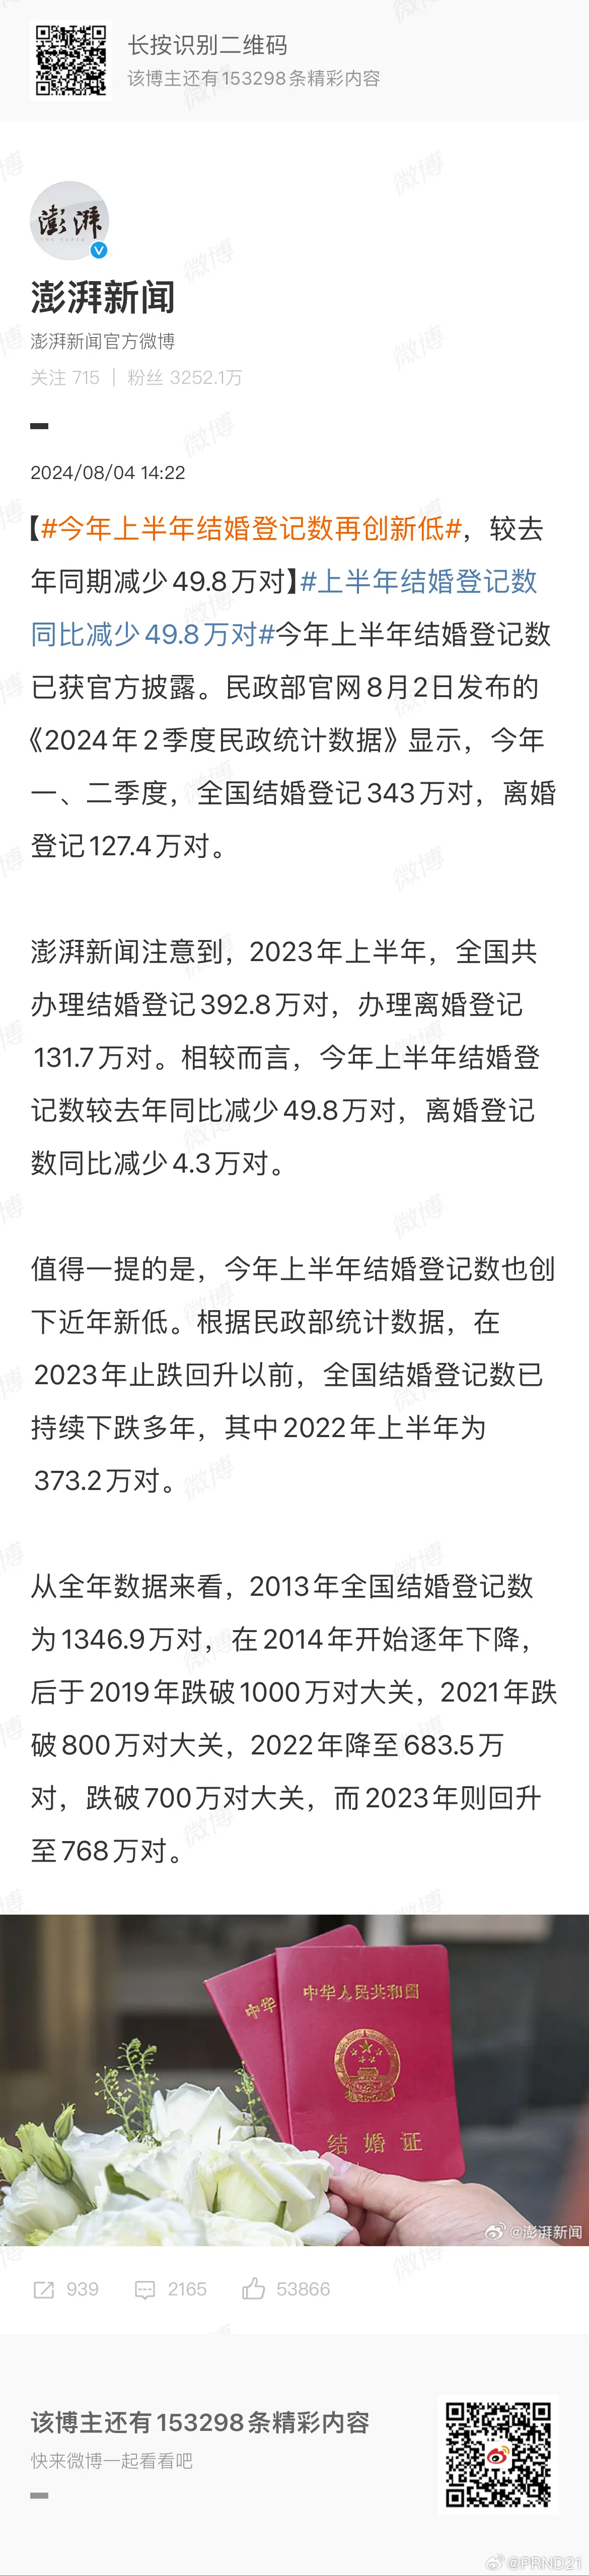 长按识别二维码
该博主还有153298条精彩内容
澎湃
澎湃新闻
澎湃新闻官方微博
关注 715 | 粉丝 3252.1万
2024/08/04 14:22
【#今年上半年结婚登记数再创新低#，较去
年同期减少49.8万对】#上半年结婚登记数
同比减少49.8万对#今年上半年结婚登记数
已获官方披露。民政部官网8月2日发布的
《2024年2季度民政统计数据》显示，今年
一、二季度，全国结婚登记343万对，离婚
登记127.4万对。
澎湃新闻注意到，2023年上半年，全国共
办理结婚登记392.8万对，办理离婚登记
131.7万对。相较而言，今年上半年结婚登
记数较去年同比减少49.8万对，离婚登记
数同比减少4.3万对。
值得一提的是，今年上半年结婚登记数也创
下近年新低。根据民政部统计数据，在
2023年止跌回升以前，全国结婚登记数已
持续下跌多年，其中2022年上半年为
373.2万对。
从全年数据来看，2013年全国结婚登记数
为1346.9万对，在2014年开始逐年下降，
后于2019年跌破1000万对大关，2021年跌
破800万对大关，2022年降至683.5万
对，跌破700万对大关，而2023年则回升
至768万对。
中华
中华人民共和国
结婚证
@澎湃新闻
939 2165 53866
该博主还有153298条精彩内容
快来微博一起看看吧
@PRND21
微博